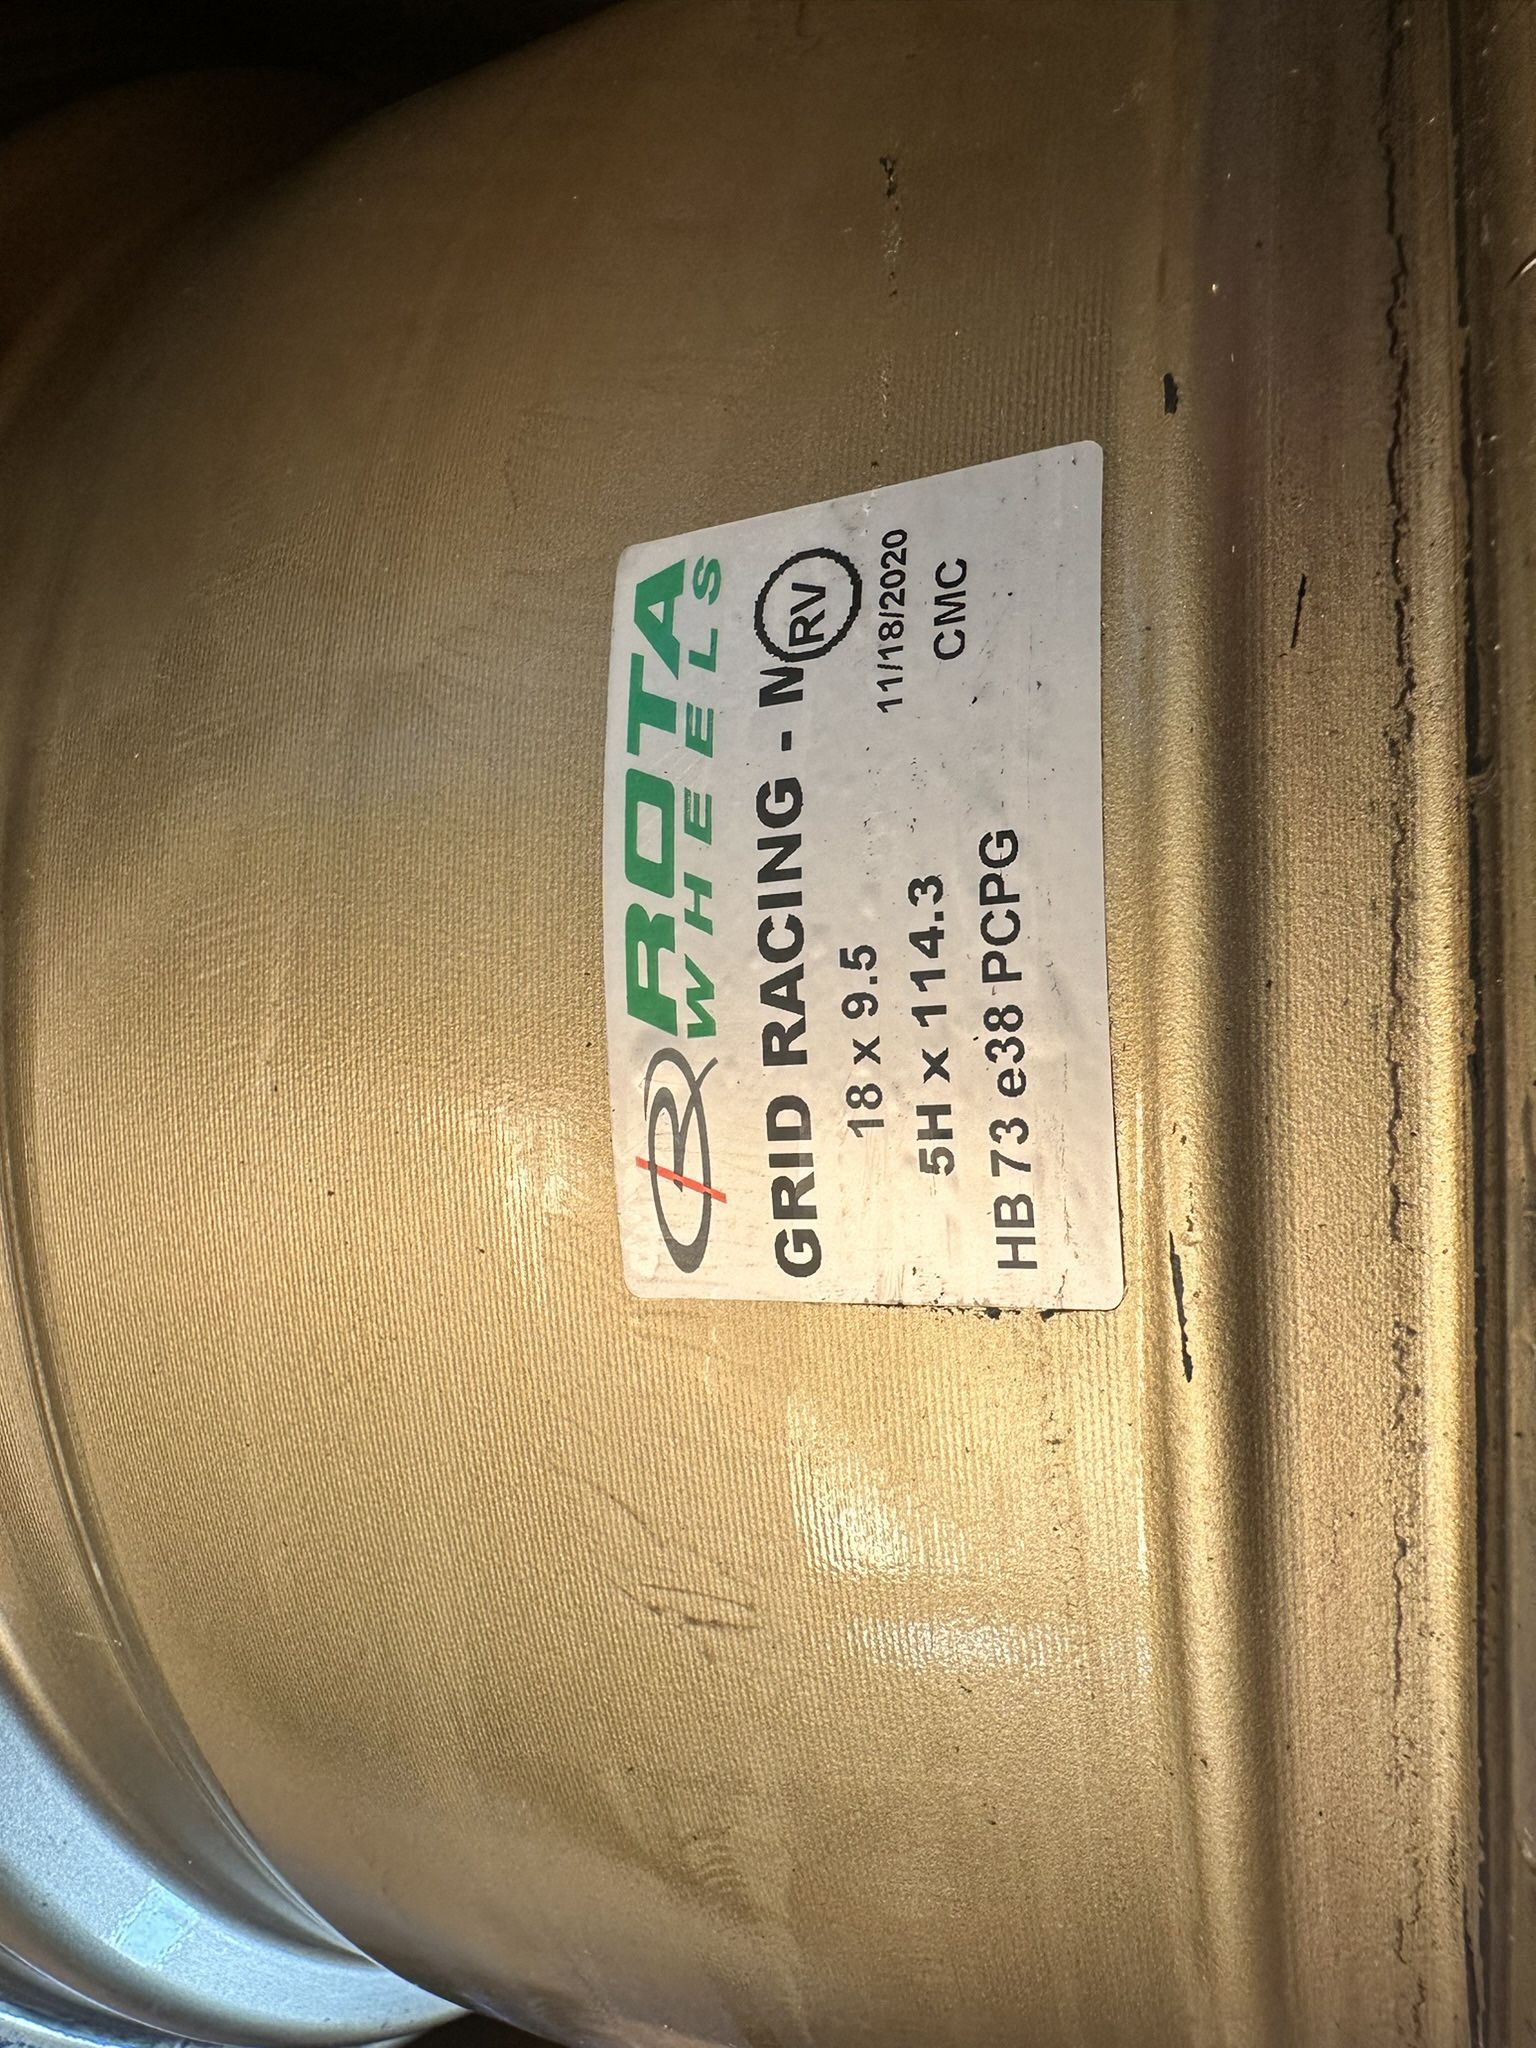 R ROTA
WHEELS
GRID RACING - N RV
18 x 9.5
11/18/2020
5H x 114.3
CMC
HB 73 e38 PCPG